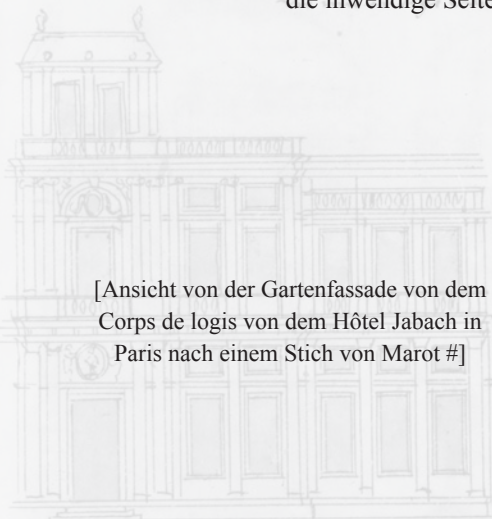 die inwendige Seite
[Ansicht von der Gartenfassade von dem
Corps de logis von dem Hôtel Jabach in
Paris nach einem Stich von Marot #]